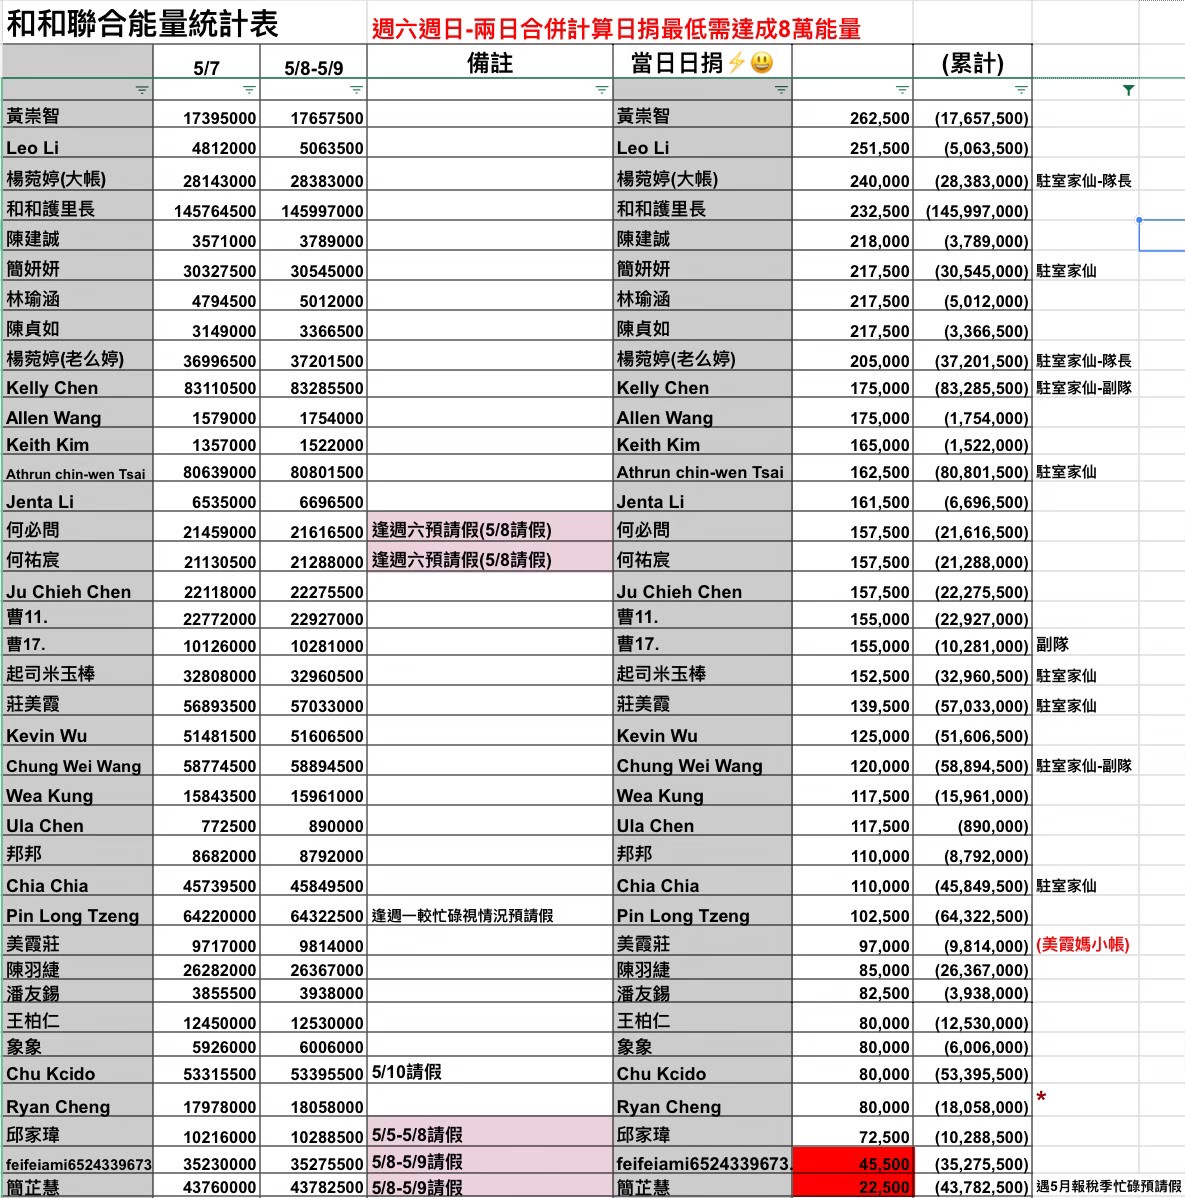 和和聯合能量統計表 週六週日-兩日合併計算日捐最低需達成8萬能量
5/7 5/8-5/9 備註 當日日捐⚡😃 (累計)
黃崇智 17395000 17657500 黃崇智 262,500 (17,657,500)
Leo Li 4812000 5063500 Leo Li 251,500 (5,063,500)
楊菀婷(大帳) 28143000 28383000 楊菀婷(大帳) 240,000 (28,383,000) 駐室家仙-隊長
和和護里長 145764500 145997000 和和護里長 232,500 (145,997,000)
陳建誠 3571000 3789000 陳建誠 218,000 (3,789,000)
簡妍妍 30327500 30545000 簡妍妍 217,500 (30,545,000) 駐室家仙
林瑜涵 4794500 5012000 林瑜涵 217,500 (5,012,000)
陳貞如 3149000 3366500 陳貞如 217,500 (3,366,500)
楊菀婷(老么婷) 36996500 37201500 楊菀婷(老么婷) 205,000 (37,201,500) 駐室家仙-隊長
Kelly Chen 83110500 83285500 Kelly Chen 175,000 (83,285,500) 駐室家仙-副隊
Allen Wang 1579000 1754000 Allen Wang 175,000 (1,754,000)
Keith Kim 1357000 1522000 Keith Kim 165,000 (1,522,000)
Athrun chin-wen Tsai 80639000 80801500 Athrun chin-wen Tsai 162,500 (80,801,500) 駐室家仙
Jenta Li 6535000 6696500 Jenta Li 161,500 (6,696,500)
何必問 21459000 21616500 逢週六預請假(5/8請假) 何必問 157,500 (21,616,500)
何祐宸 21130500 21288000 逢週六預請假(5/8請假) 何祐宸 157,500 (21,288,000)
Ju Chieh Chen 22118000 22275500 Ju Chieh Chen 157,500 (22,275,500)
曹11. 22772000 22927000 曹11. 155,000 (22,927,000)
曹17. 10126000 10281000 曹17. 155,000 (10,281,000) 副隊
起司米玉棒 32808000 32960500 起司米玉棒 152,500 (32,960,500) 駐室家仙
莊美霞 56893500 57033000 莊美霞 139,500 (57,033,000) 駐室家仙
Kevin Wu 51481500 51606500 Kevin Wu 125,000 (51,606,500)
Chung Wei Wang 58774500 58894500 Chung Wei Wang 120,000 (58,894,500) 駐室家仙-副隊
Wea Kung 15843500 15961000 Wea Kung 117,500 (15,961,000)
Ula Chen 772500 890000 Ula Chen 117,500 (890,000)
邦邦 8682000 8792000 邦邦 110,000 (8,792,000)
Chia Chia 45739500 45849500 Chia Chia 110,000 (45,849,500) 駐室家仙
Pin Long Tzeng 64220000 64322500 逢週一較忙碌視情況預請假 Pin Long Tzeng 102,500 (64,322,500)
美霞莊 9717000 9814000 美霞莊 97,000 (9,814,000) (美霞媽小帳)
陳羽緁 26282000 26367000 陳羽緁 85,000 (26,367,000)
潘友錫 3855500 3938000 潘友錫 82,500 (3,938,000)
王柏仁 12450000 12530000 王柏仁 80,000 (12,530,000)
象象 5926000 6006000 象象 80,000 (6,006,000)
Chu Kcido 53315500 53395500 5/10請假 Chu Kcido 80,000 (53,395,500)
Ryan Cheng 17978000 18058000 Ryan Cheng 80,000 (18,058,000) *
邱家瑋 10216000 10288500 5/5-5/8請假 邱家瑋 72,500 (10,288,500)
feifeiami6524339673 35230000 35275500 5/8-5/9請假 feifeiami6524339673. 45,500 (35,275,500)
簡芷慧 43760000 43782500 5/8-5/9請假 簡芷慧 22,500 (43,782,500) 遇5月報稅季忙碌預請假